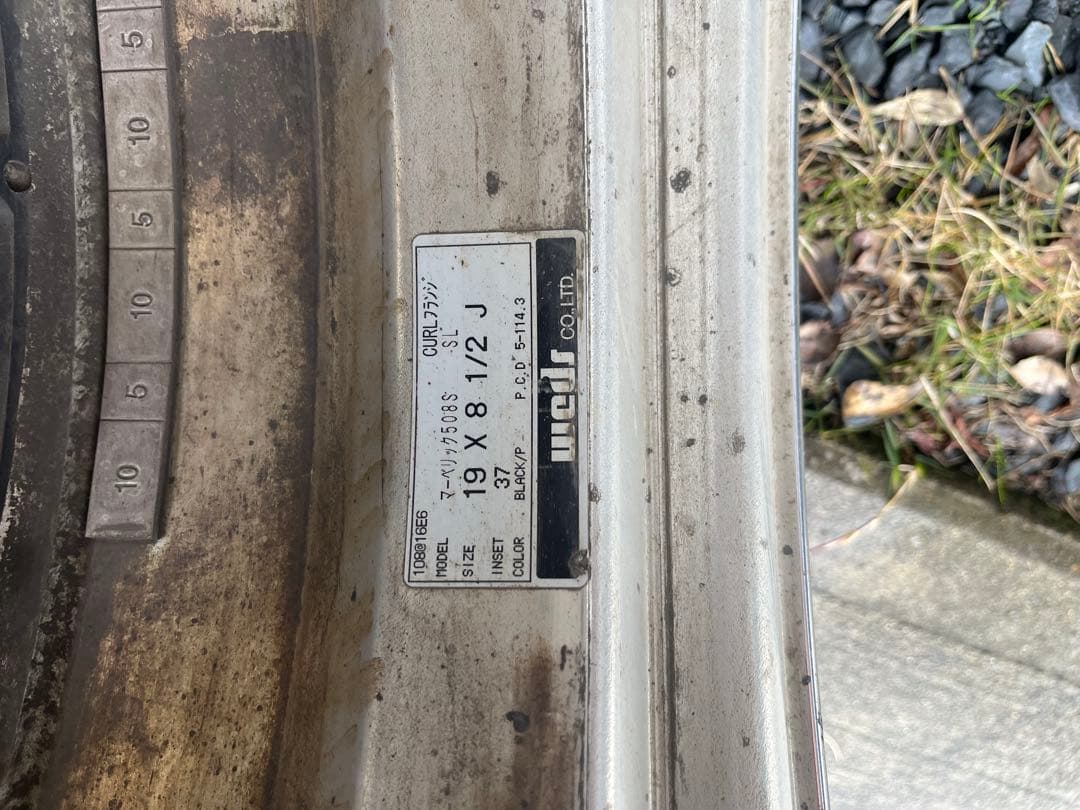 108@16E6
CURLフランジ
MODEL マーベリック508S SL
SIZE 19 X 8 1/2 J
INSET 37
COLOR BLACK/P P.C.D 5-114.3
weds CO.,LTD.
10
5
10
5
10
5